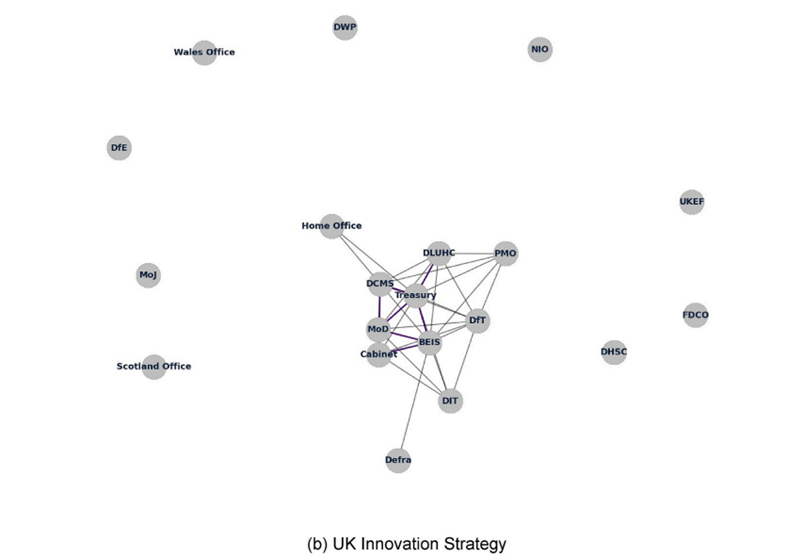 DWP
Wales Office
NIO
DfE
UKEF
Home Office
DLUHC
PMO
MoJ
DCMS
Treasury
FDCO
DfT
MoD
BEIS
Cabinet
DHSC
Scotland Office
DIT
Defra
(b) UK Innovation Strategy